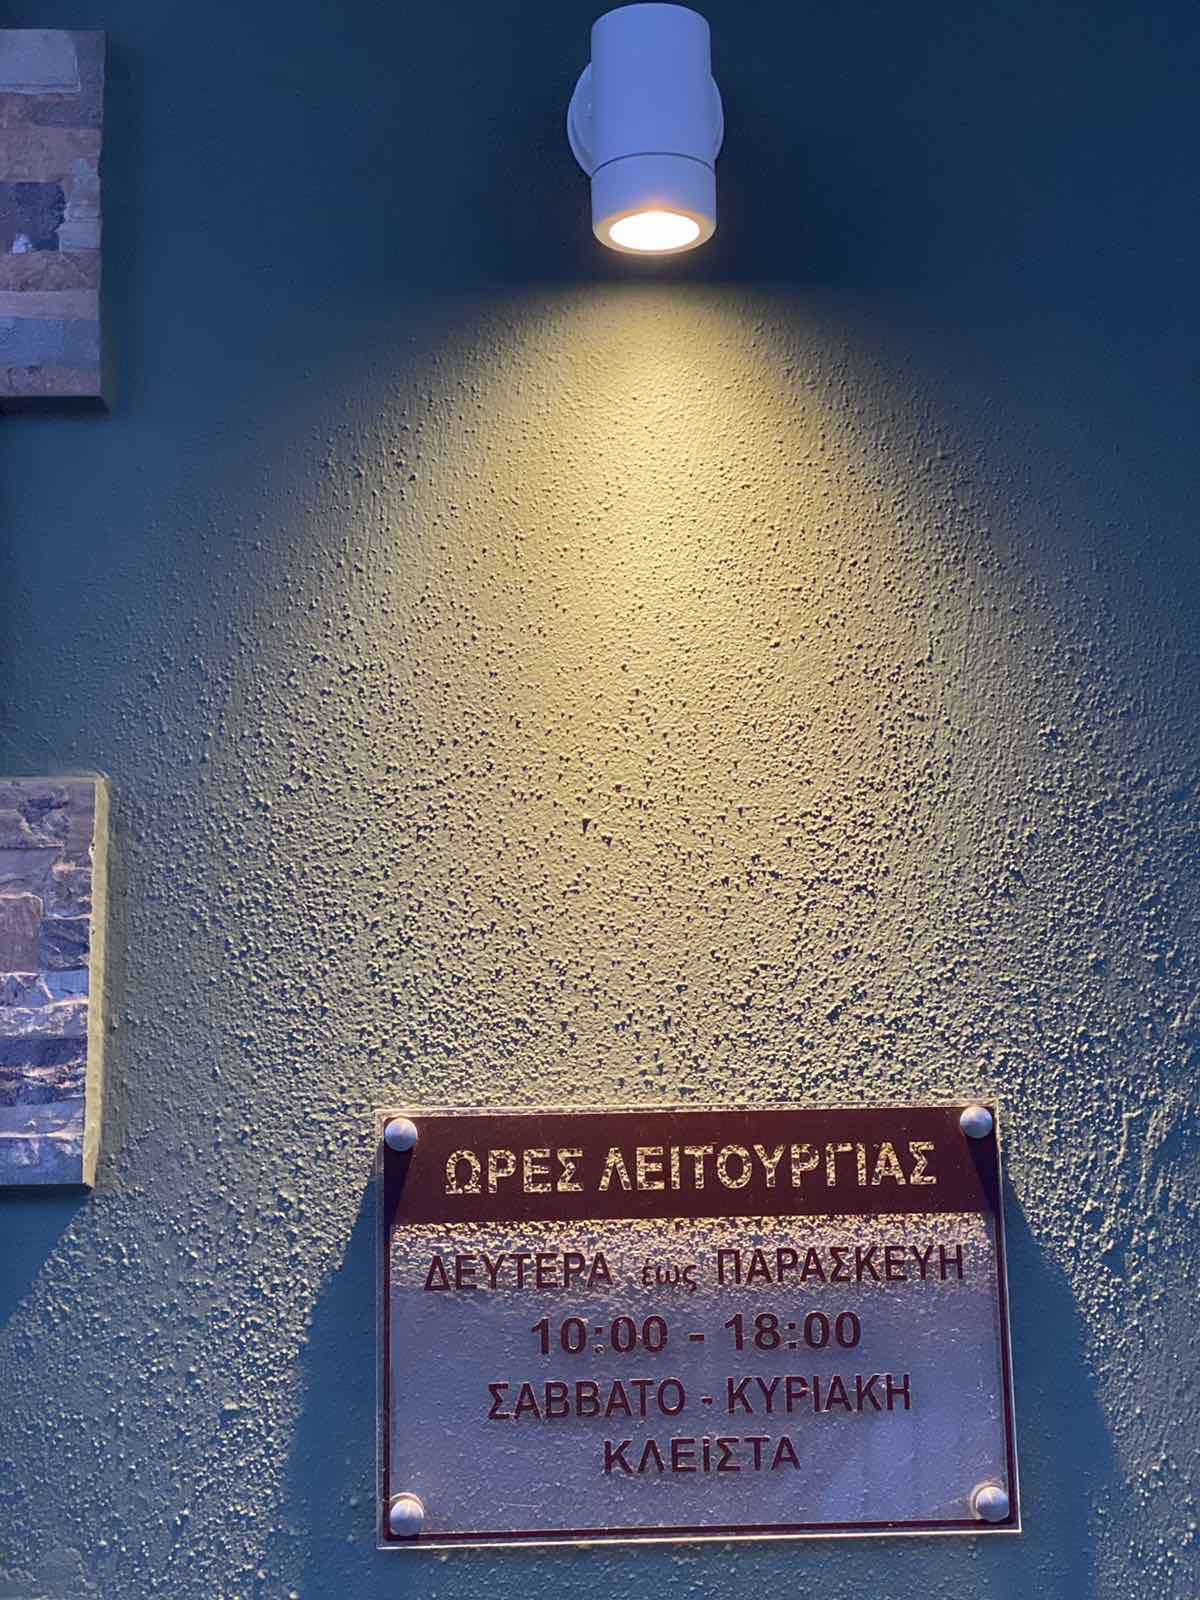 ΩΡΕΣ ΛΕΙΤΟΥΡΓΙΑΣ
ΔΕΥΤΕΡΑ έως ΠΑΡΑΣΚΕΥΗ
10:00 - 18:00
ΣΑΒΒΑΤΟ - ΚΥΡΙΑΚΗ
ΚΛΕΙΣΤΑ